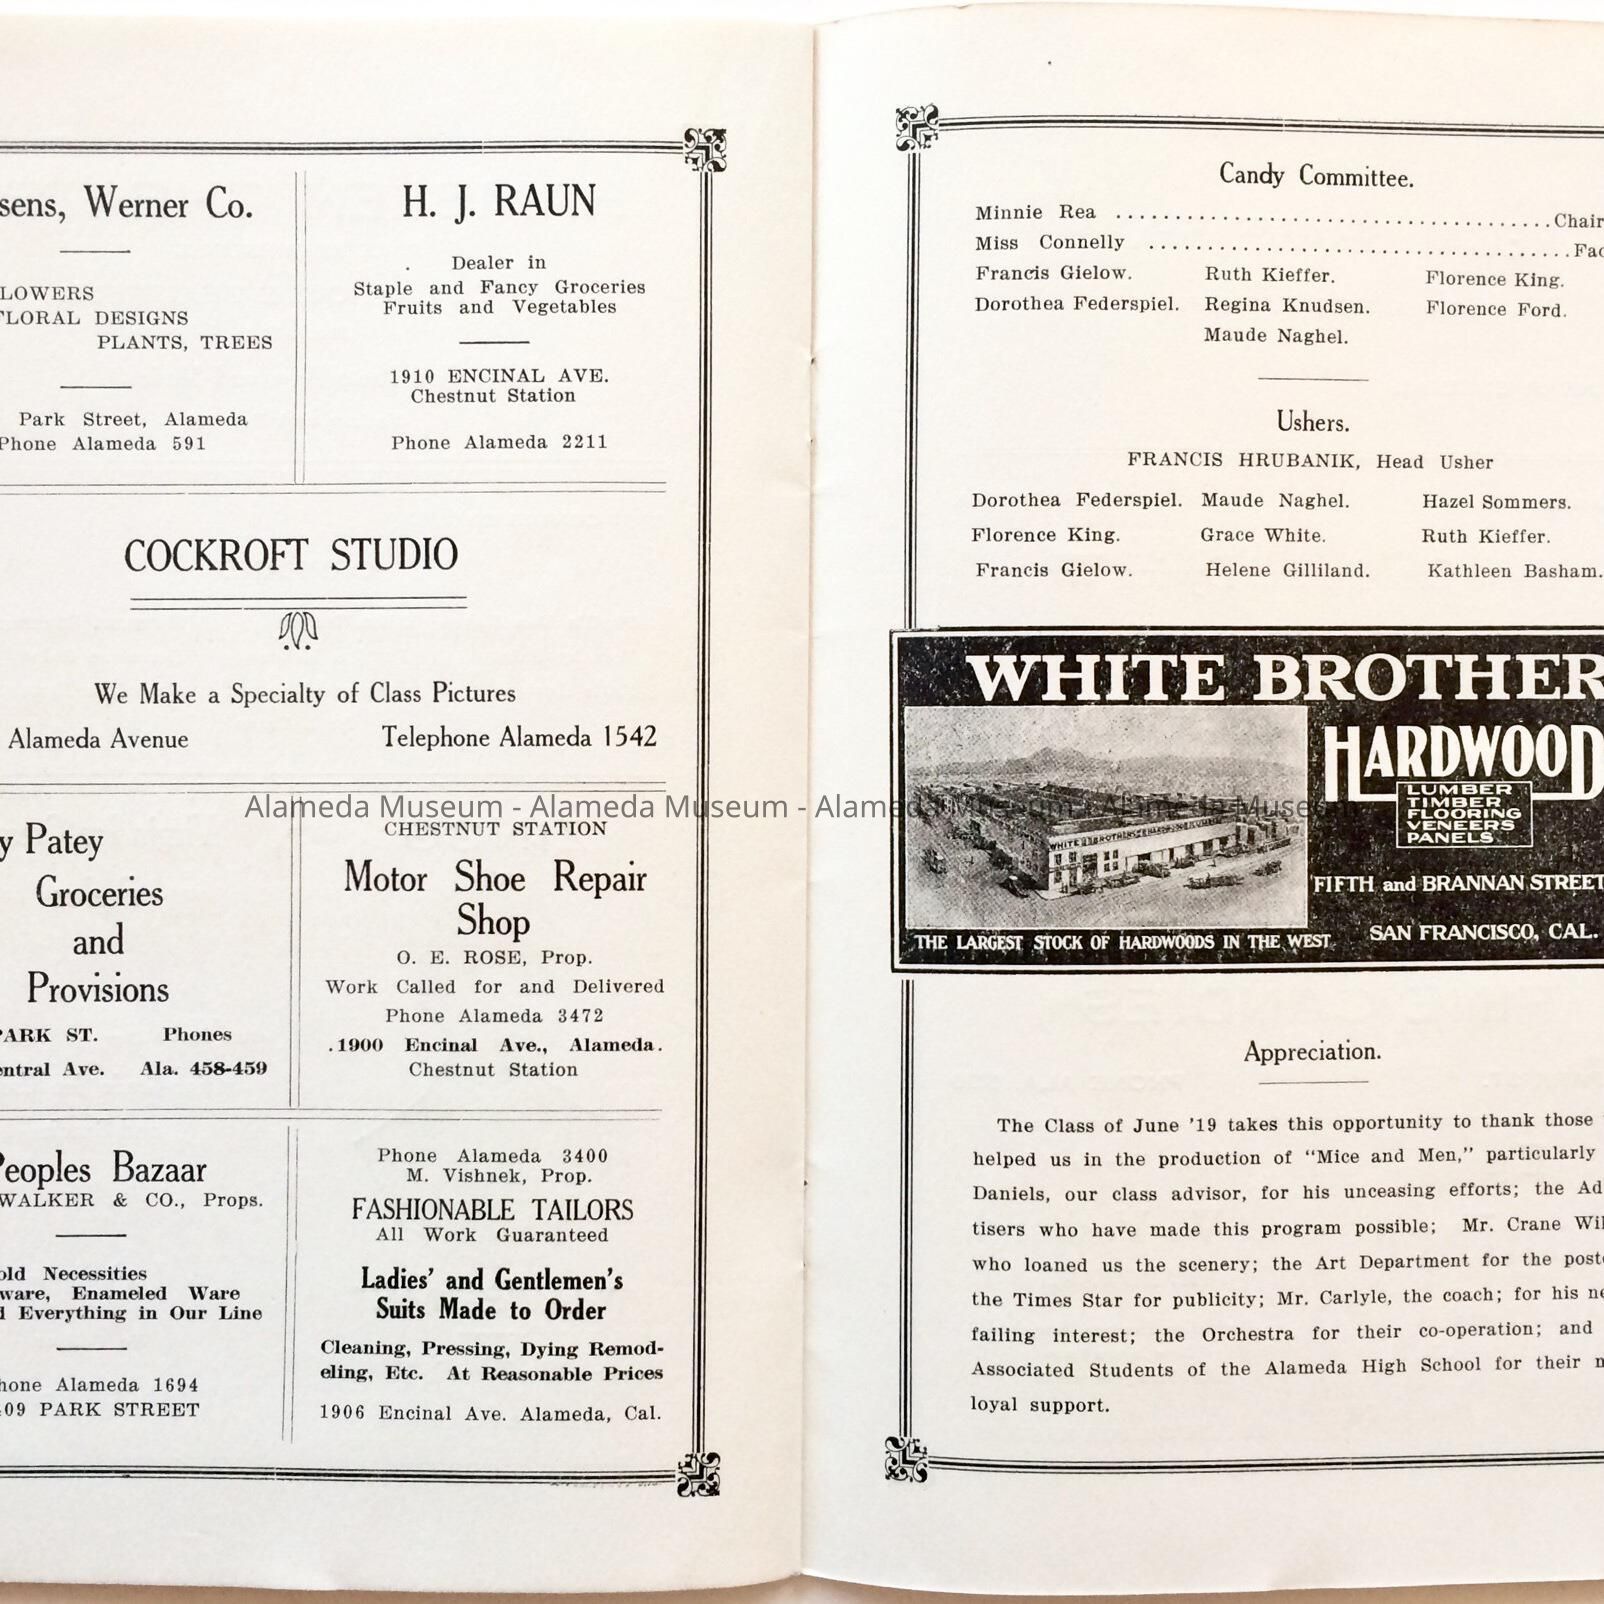 sens, Werner Co.
LOWERS
FLORAL DESIGNS
PLANTS, TREES
Park Street, Alameda
Phone Alameda 591
H. J. RAUN
Dealer in
Staple and Fancy Groceries
Fruits and Vegetables
1910 ENCINAL AVE.
Chestnut Station
Phone Alameda 2211
COCKROFT STUDIO
We Make a Specialty of Class Pictures
Alameda Avenue Telephone Alameda 1542
y Patey
Groceries
and
Provisions
PARK ST. Phones
entral Ave. Ala. 458-459
CHESTNUT STATION
Motor Shoe Repair
Shop
O. E. ROSE, Prop.
Work Called for and Delivered
Phone Alameda 3472
.1900 Encinal Ave., Alameda.
Chestnut Station
Peoples Bazaar
WALKER & CO., Props.
old Necessities
ware, Enameled Ware
d Everything in Our Line
hone Alameda 1694
409 PARK STREET
Phone Alameda 3400
M. Vishnek, Prop.
FASHIONABLE TAILORS
All Work Guaranteed
Ladies' and Gentlemen's
Suits Made to Order
Cleaning, Pressing, Dying Remod-
eling, Etc. At Reasonable Prices
1906 Encinal Ave. Alameda, Cal.
Candy Committee.
Minnie Rea ..................................... Chair
Miss Connelly ..................................... Fac
Francis Gielow. Ruth Kieffer. Florence King.
Dorothea Federspiel. Regina Knudsen. Florence Ford.
Maude Naghel.
Ushers.
FRANCIS HRUBANIK, Head Usher
Dorothea Federspiel. Maude Naghel. Hazel Sommers.
Florence King. Grace White. Ruth Kieffer.
Francis Gielow. Helene Gilliland. Kathleen Basham.
WHITE BROTHER
HARDWOOD
LUMBER
TIMBER
FLOORING
VENEERS
PANELS
WHITE BROTHERS HARDWOOD LUMBER
FIFTH and BRANNAN STREET
SAN FRANCISCO, CAL.
THE LARGEST STOCK OF HARDWOODS IN THE WEST
Appreciation.
The Class of June '19 takes this opportunity to thank those
helped us in the production of "Mice and Men," particularly
Daniels, our class advisor, for his unceasing efforts; the Ad
tisers who have made this program possible; Mr. Crane Wil
who loaned us the scenery; the Art Department for the poste
the Times Star for publicity; Mr. Carlyle, the coach; for his ne
failing interest; the Orchestra for their co-operation; and
Associated Students of the Alameda High School for their m
loyal support.
Alameda Museum - Alameda Museum - Alameda Museum - Alameda Museum